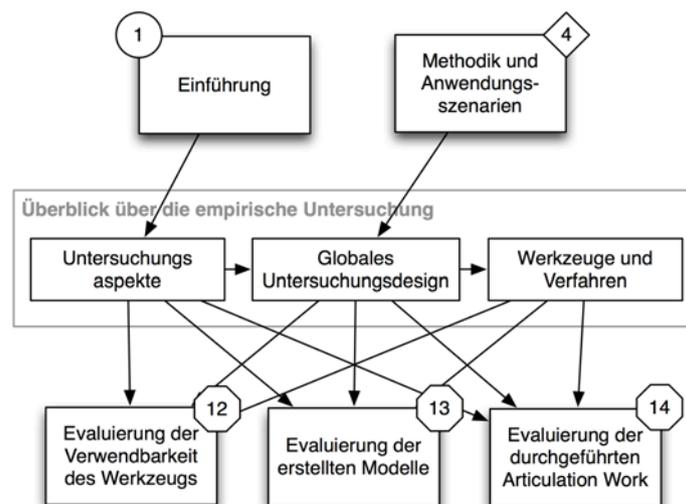 1
Einführung
4
Methodik und
Anwendungs-
szenarien
Überblick über die empirische Untersuchung
Untersuchungs
aspekte
Globales
Untersuchungsdesign
Werkzeuge und
Verfahren
12
Evaluierung der
Verwendbarkeit
des Werkzeugs
13
Evaluierung der
erstellten Modelle
14
Evaluierung der
durchgeführten
Articulation Work